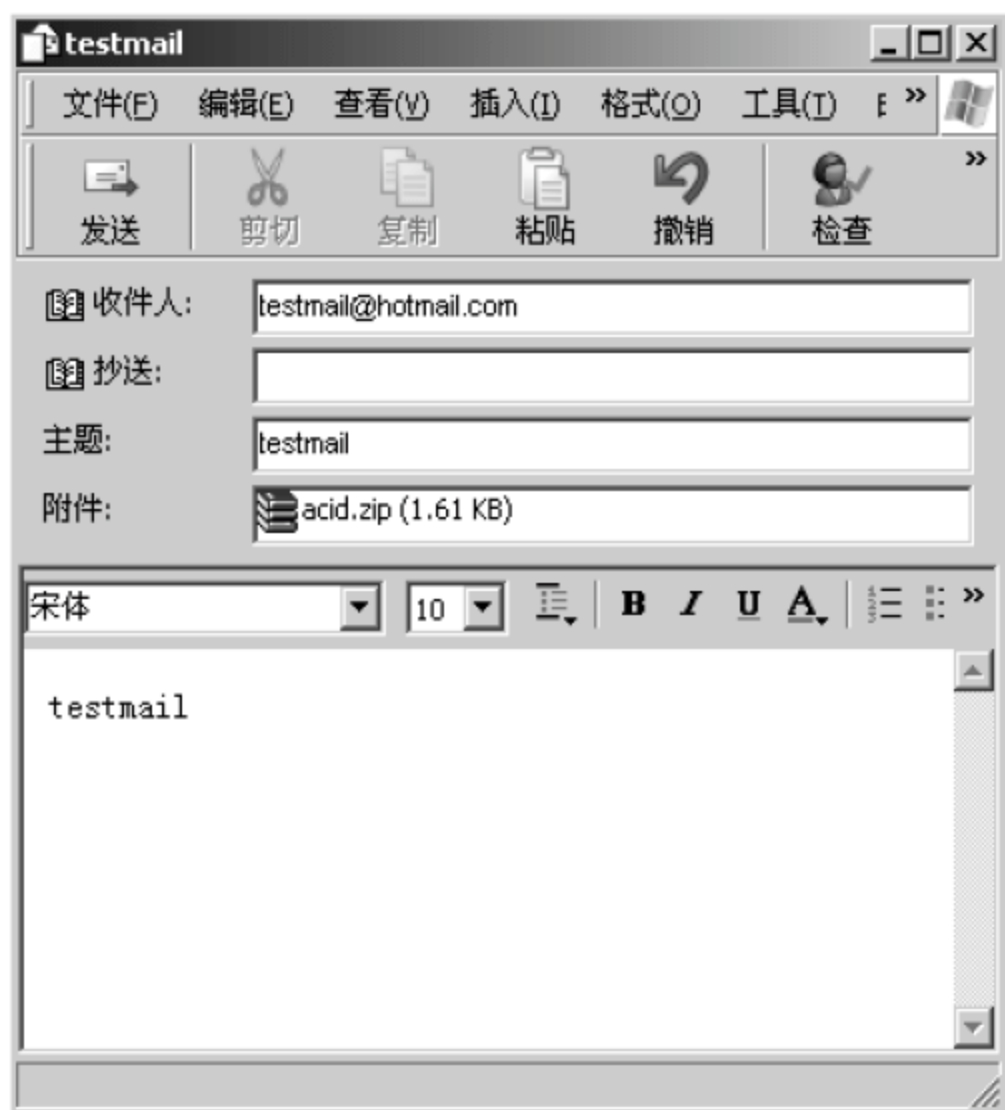 testmail
文件(F) 编辑(E) 查看(V) 插入(I) 格式(O) 工具(T) »
发送 剪切 复制 粘贴 撤销 检查 »
收件人: testmail@hotmail.com
抄送:
主题: testmail
附件: acid.zip (1.61 KB)
宋体 10 B I U A »
testmail